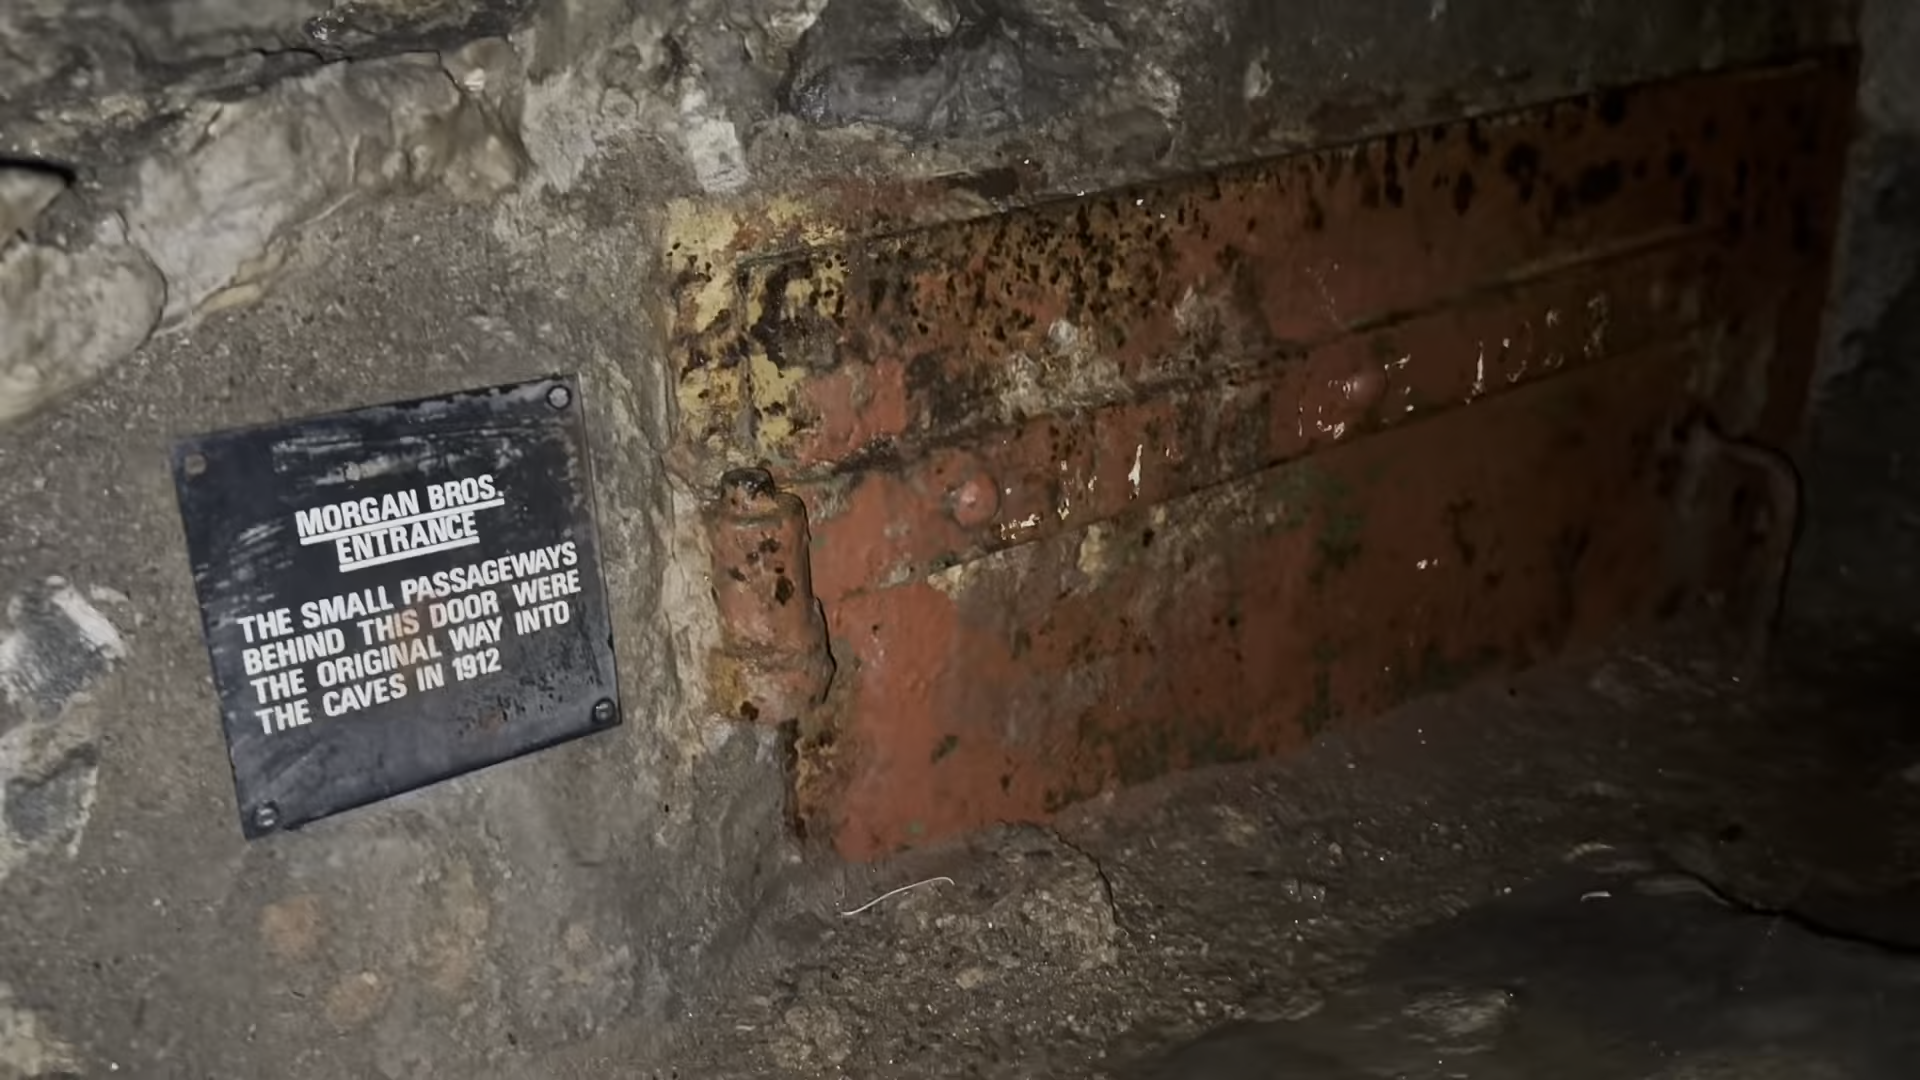 MORGAN BROS.
ENTRANCE
THE SMALL PASSAGEWAYS
BEHIND THIS DOOR WERE
THE ORIGINAL WAY INTO
THE CAVES IN 1912